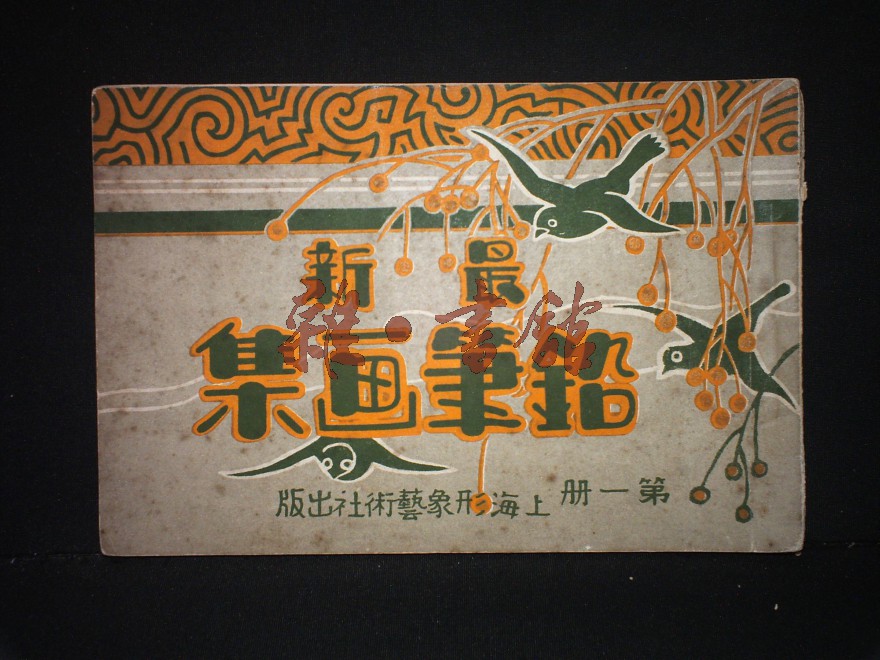 最新
鉛筆畫集
第一册 上海形象藝術社出版
雜·書館